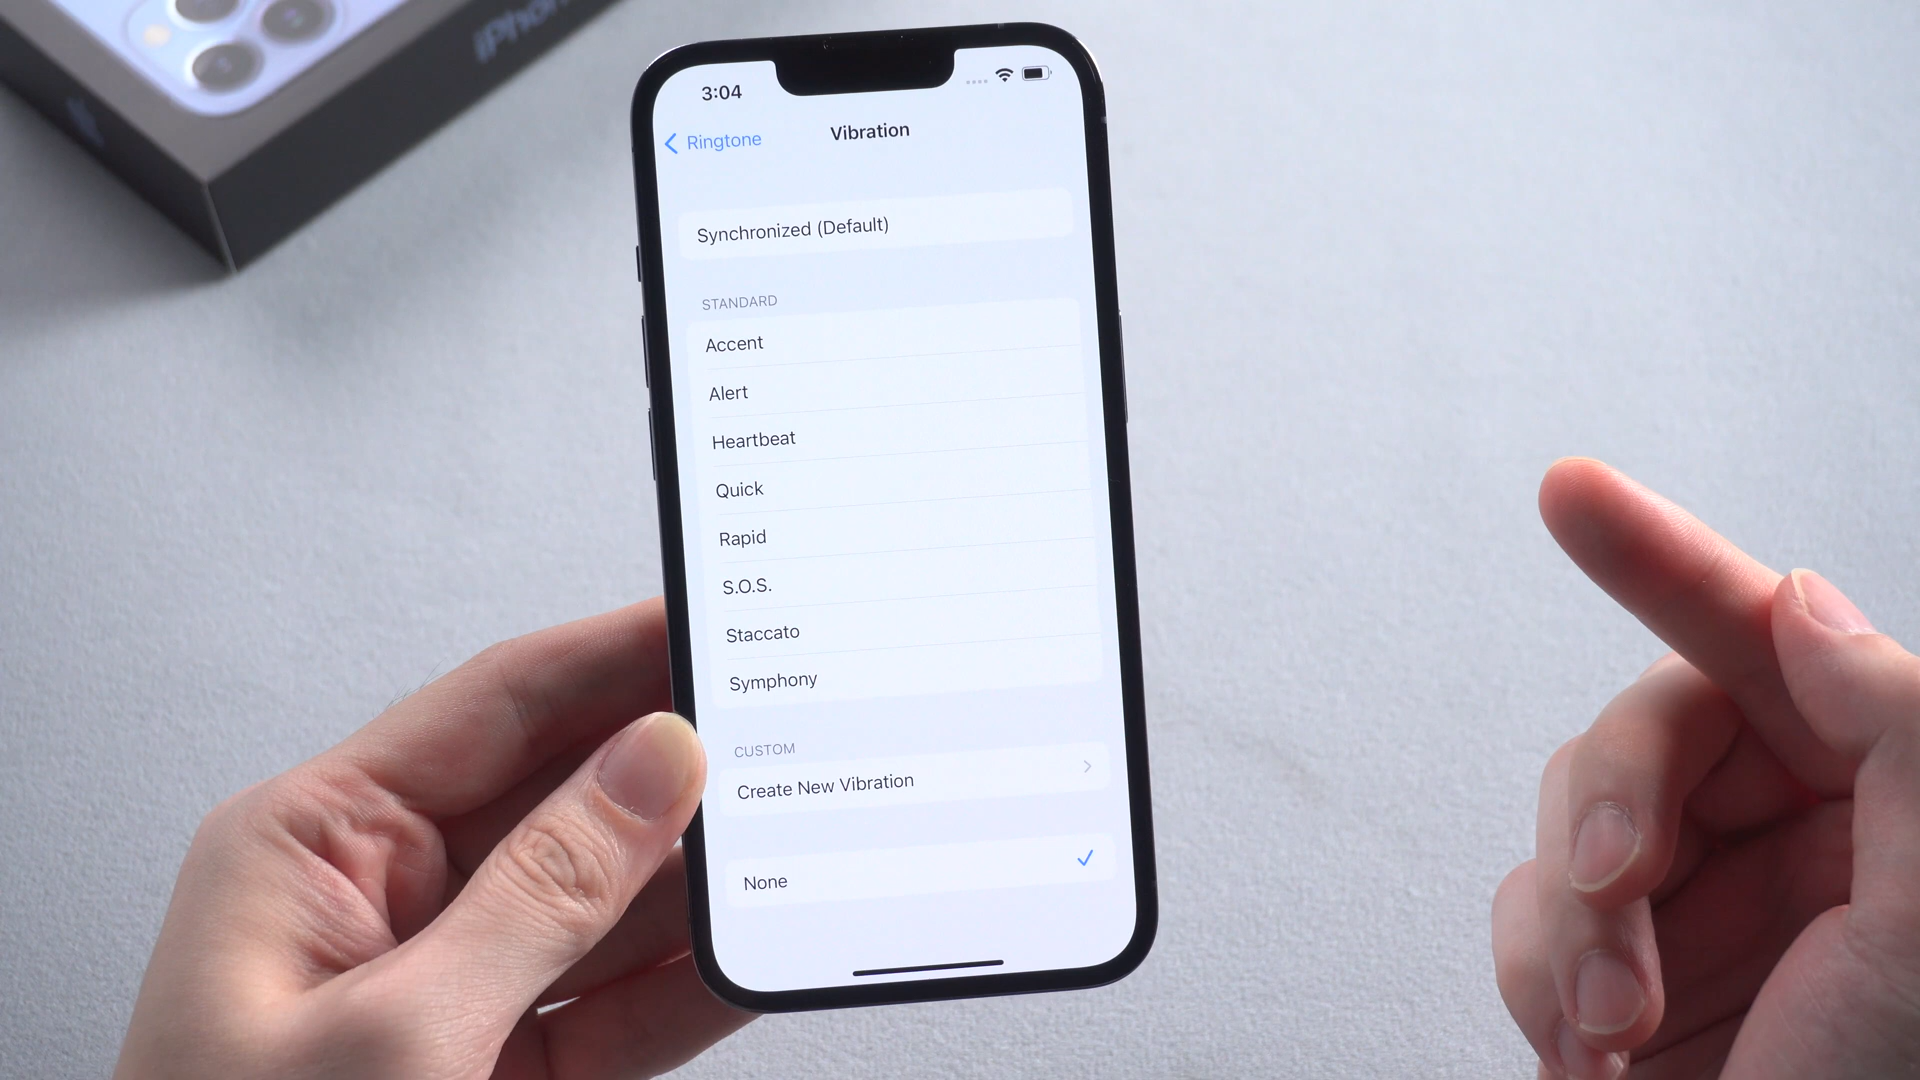 iPhone
3:04
Ringtone
Vibration
Synchronized (Default)
STANDARD
Accent
Alert
Heartbeat
Quick
Rapid
S.O.S.
Staccato
Symphony
CUSTOM
Create New Vibration
None